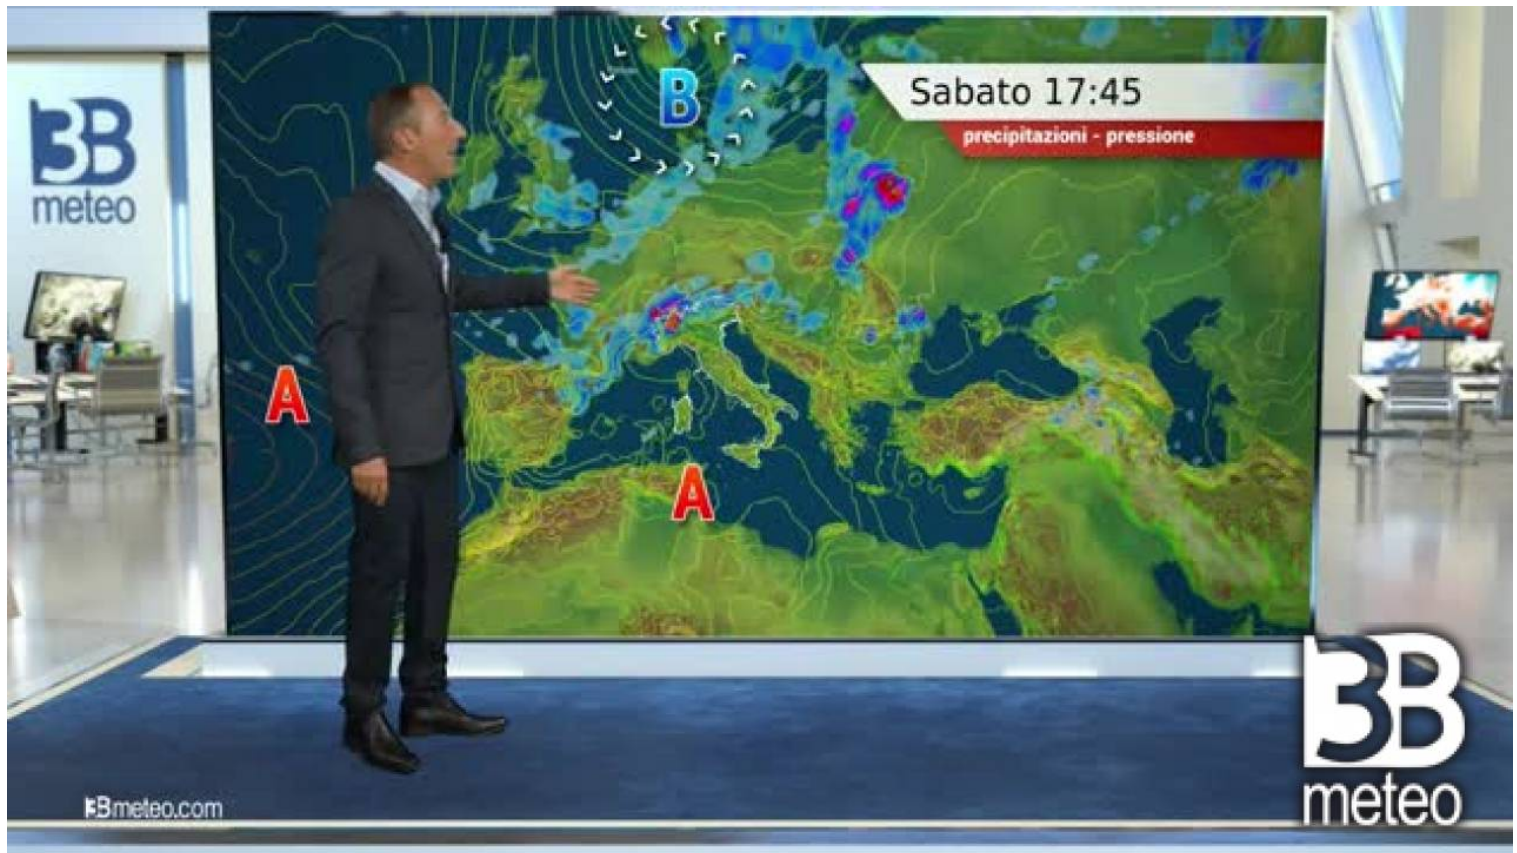 3B
meteo
B
Sabato 17:45
precipitazioni - pressione
A
A
3B
meteo
3Bmeteo.com